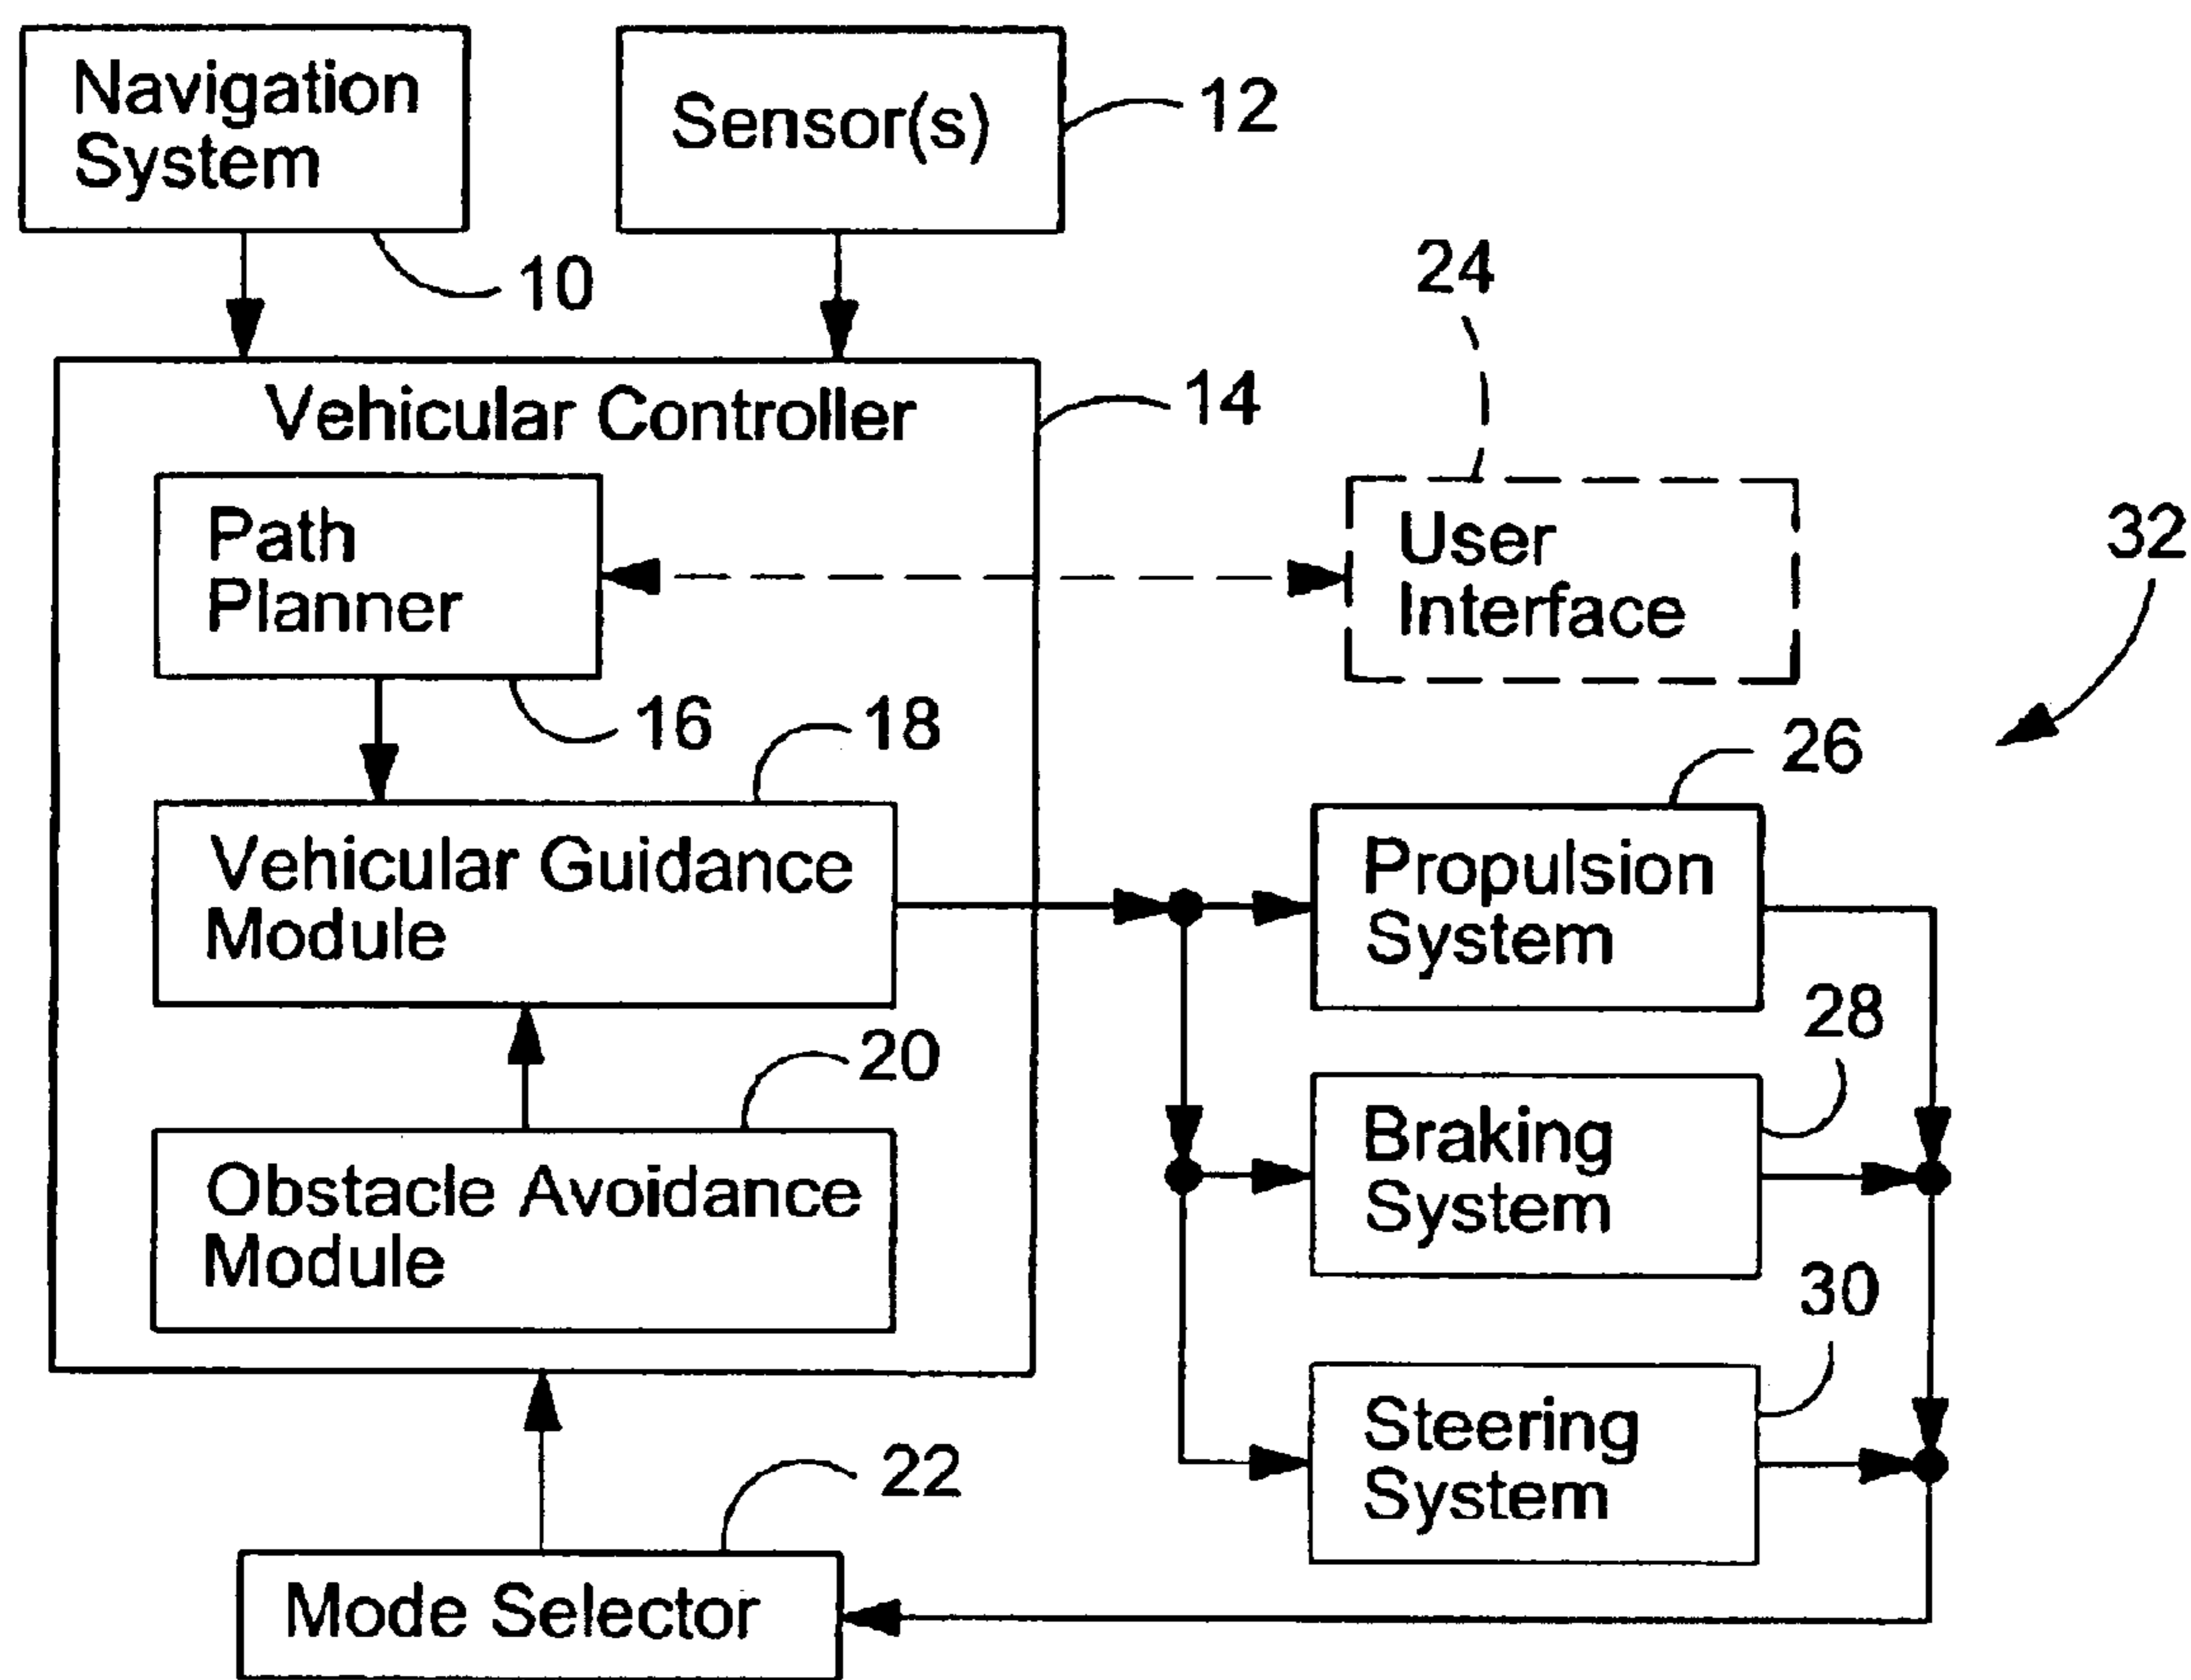 Navigation
System
10
Sensor(s)
12
Vehicular Controller
14
Path
Planner
16
24
User
Interface
32
18
Vehicular Guidance
Module
26
Propulsion
System
20
Obstacle Avoidance
Module
28
Braking
System
30
Steering
System
22
Mode Selector